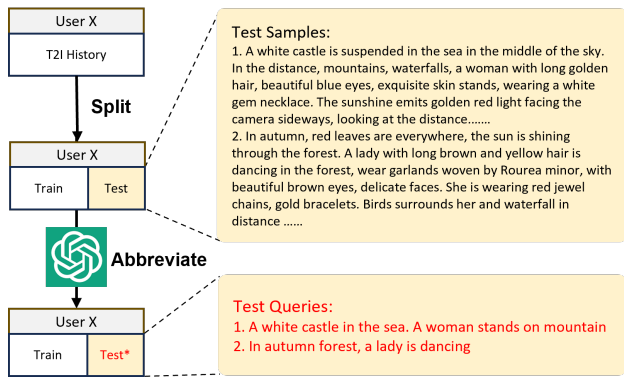 User X
T2I History
Split
User X
Train
Test
Abbreviate
User X
Train
Test*
Test Samples:
1. A white castle is suspended in the sea in the middle of the sky.
In the distance, mountains, waterfalls, a woman with long golden
hair, beautiful blue eyes, exquisite skin stands, wearing a white
gem necklace. The sunshine emits golden red light facing the
camera sideways, looking at the distance.......
2. In autumn, red leaves are everywhere, the sun is shining
through the forest. A lady with long brown and yellow hair is
dancing in the forest, wear garlands woven by Rourea minor, with
beautiful brown eyes, delicate faces. She is wearing red jewel
chains, gold bracelets. Birds surrounds her and waterfall in
distance ......
Test Queries:
1. A white castle in the sea. A woman stands on mountain
2. In autumn forest, a lady is dancing